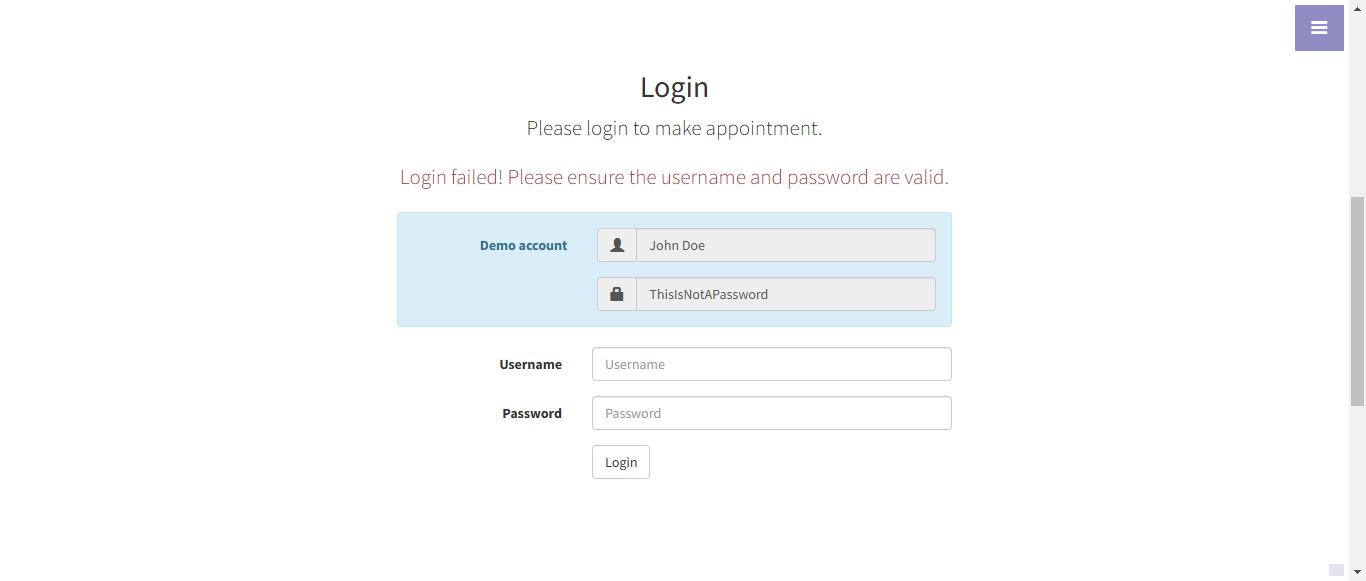 Login
Please login to make appointment.
Login failed! Please ensure the username and password are valid.
Demo account John Doe
ThisIsNotAPassword
Username Username
Password Password
Login